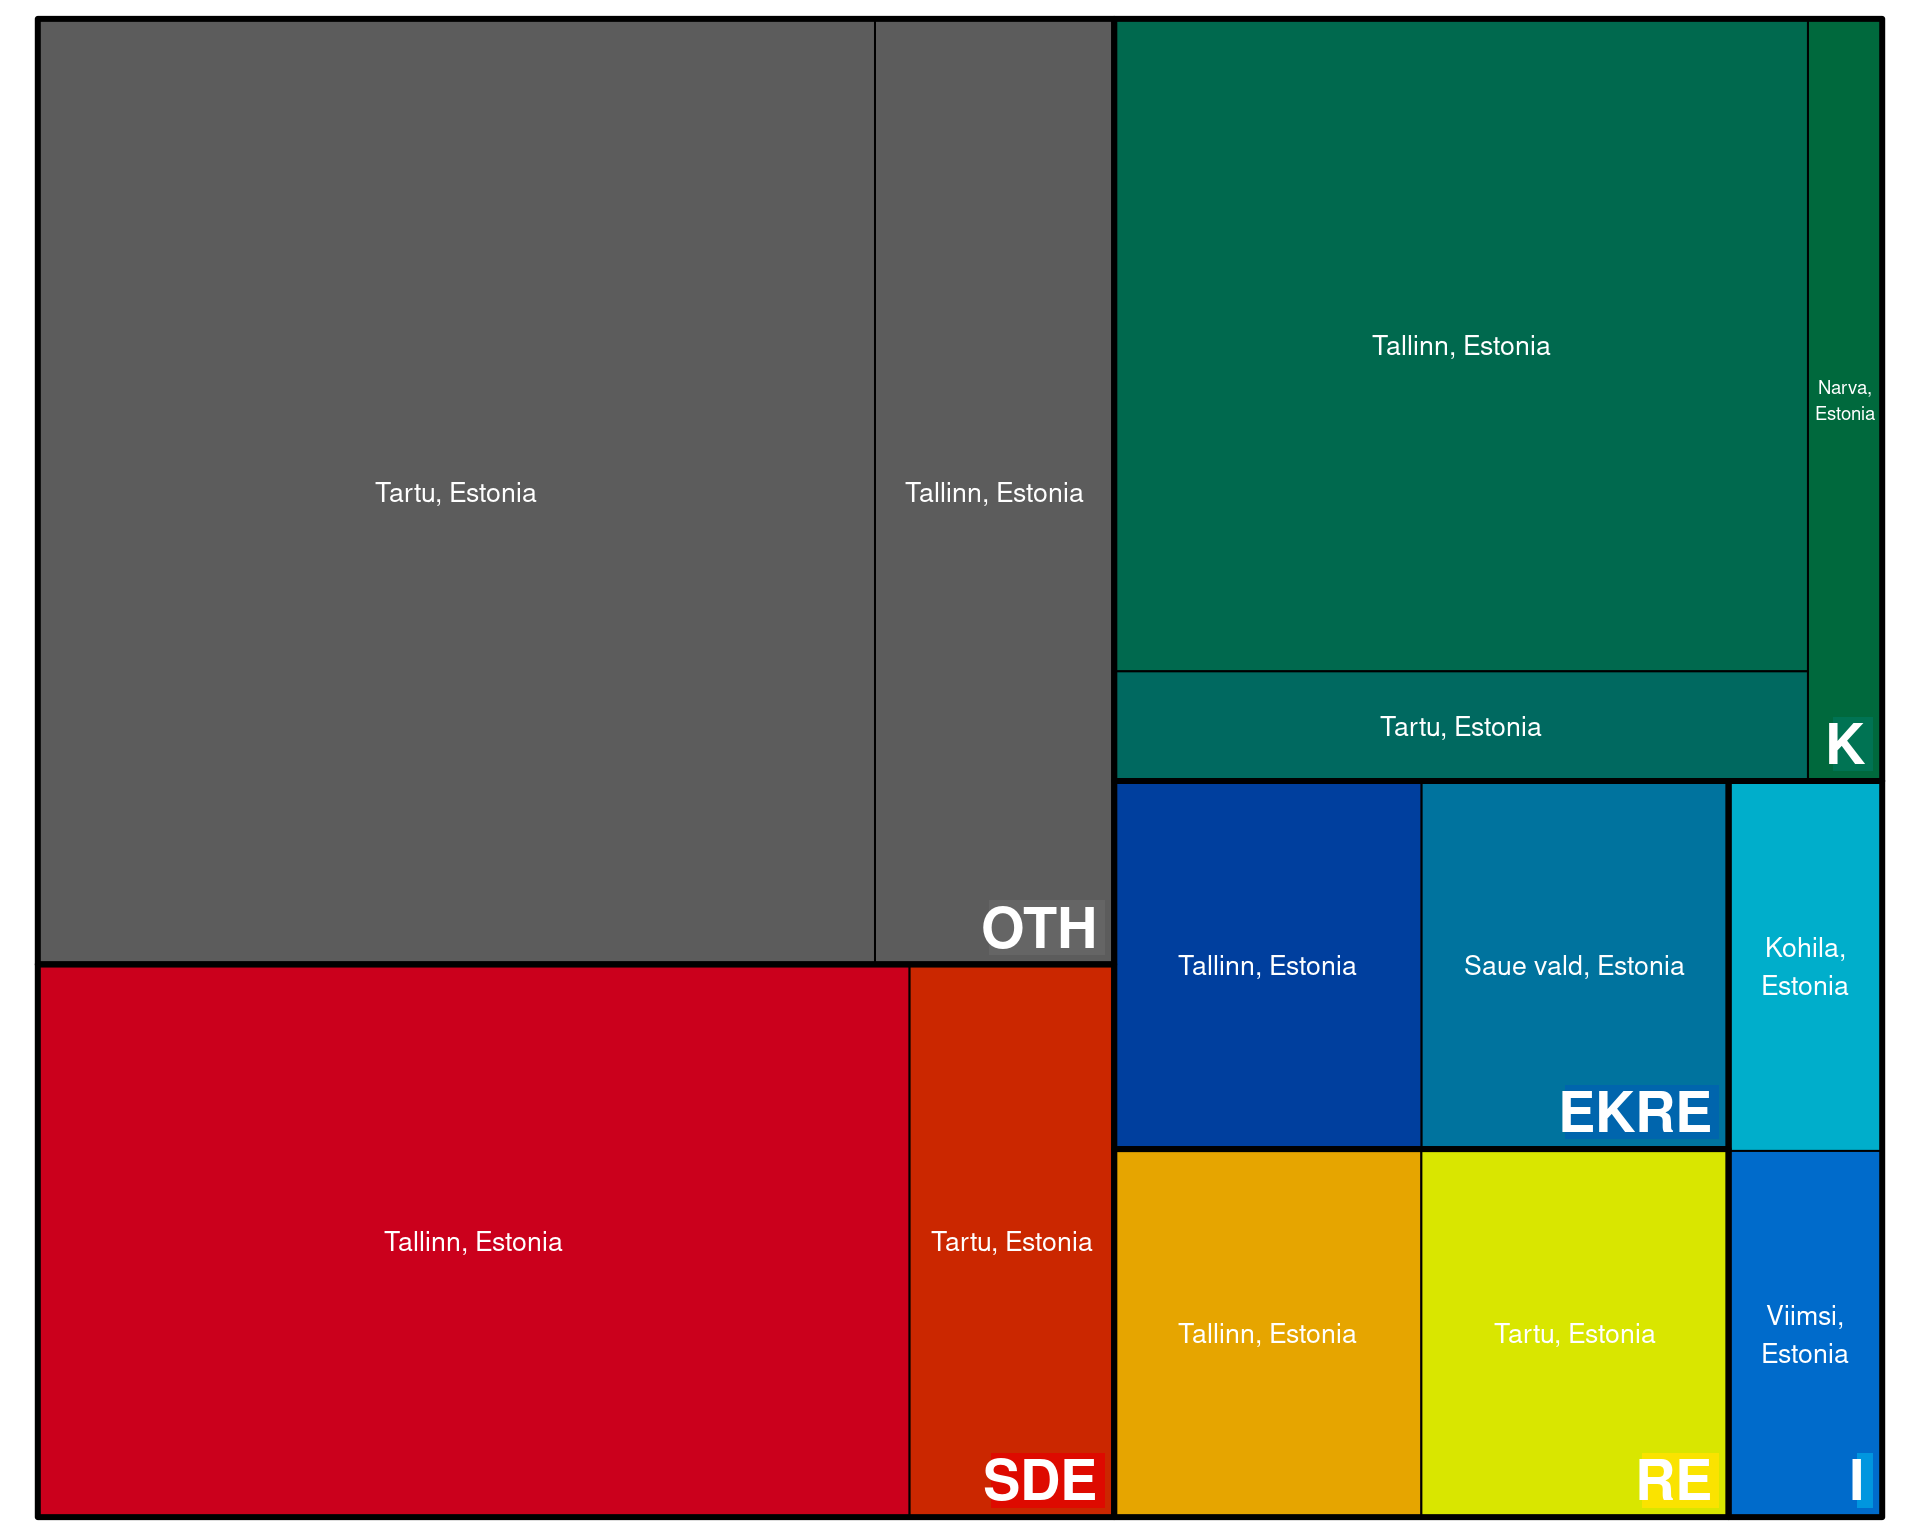 Tartu, Estonia
Tallinn, Estonia
OTH
Tallinn, Estonia
Narva,
Estonia
Tartu, Estonia
K
Tallinn, Estonia
Tartu, Estonia
SDE
Tallinn, Estonia
Saue vald, Estonia
EKRE
Kohila,
Estonia
Tallinn, Estonia
Tartu, Estonia
RE
Viimsi,
Estonia
I